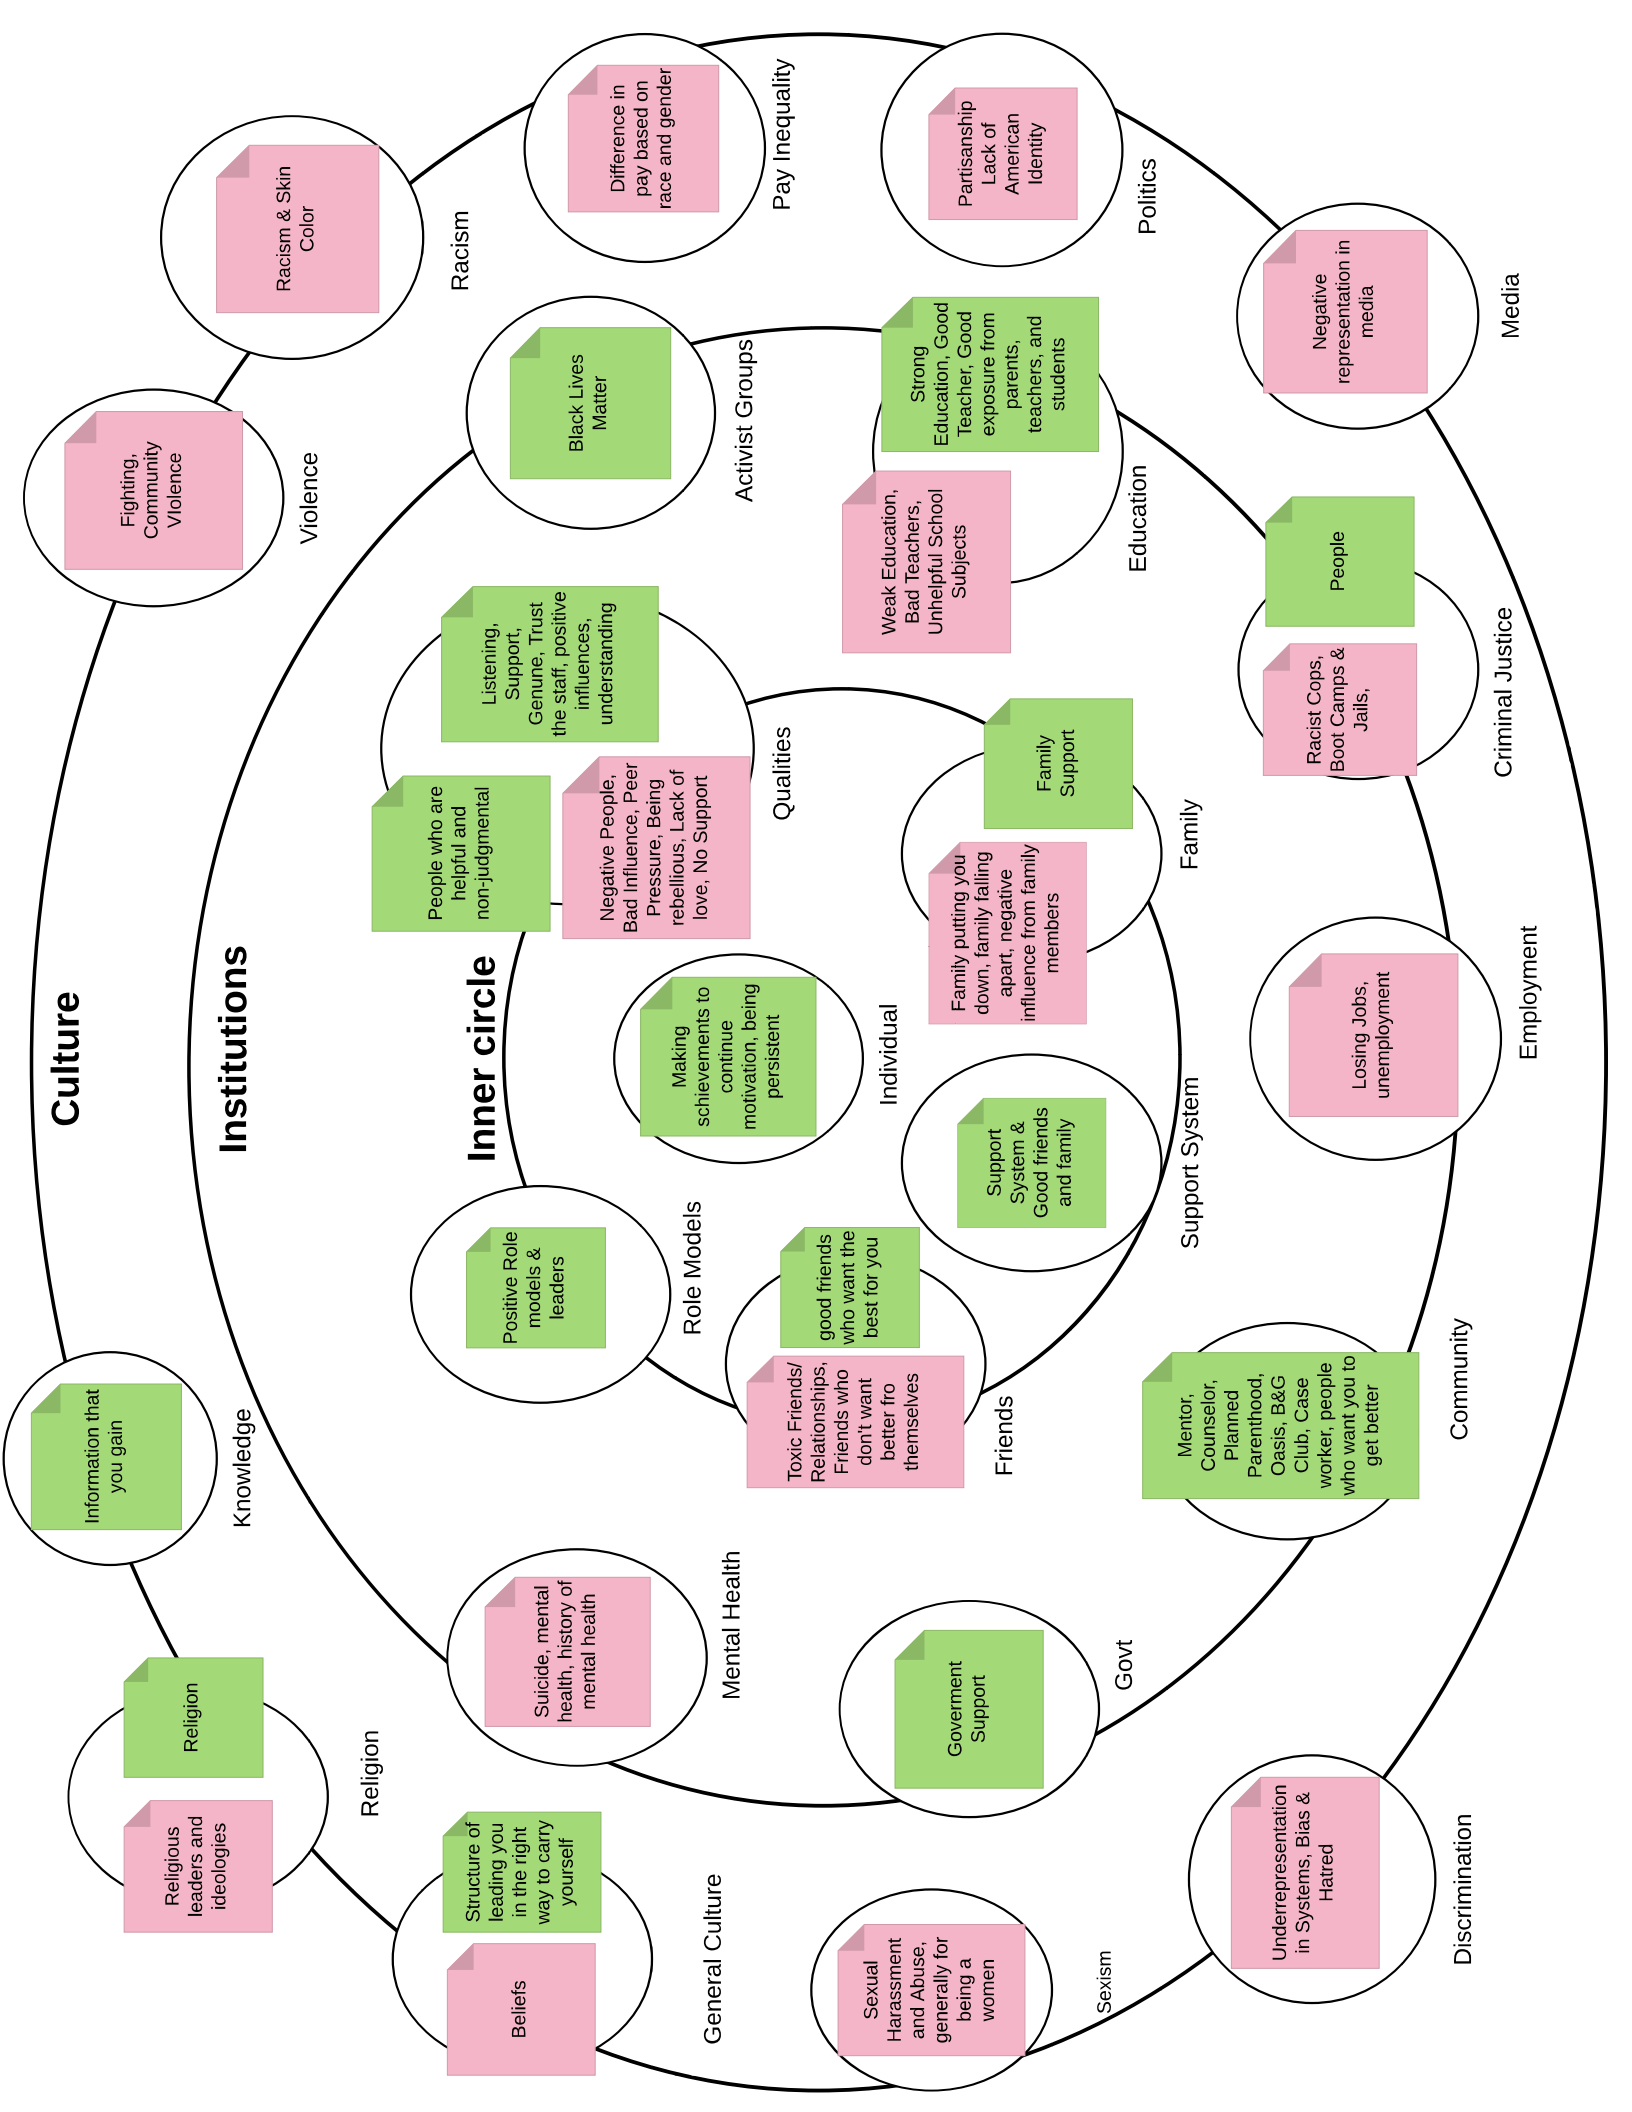 Culture
Institutions
Inner circle
Religious
leaders and
ideologies
Religion
Religion
Information that
you gain
Knowledge
Fighting,
Community
VIolence
Violence
Racism & Skin
Color
Racism
Beliefs
Structure of
leading you
in the right
way to carry
yourself
General Culture
Suicide, mental
health, history of
mental health
Mental Health
Positive Role
models &
leaders
Role Models
People who are
helpful and
non-judgmental
Listening,
Support,
Genune, Trust
the staff, positive
influences,
understanding
Negative People,
Bad Influence, Peer
Pressure, Being
rebellious, Lack of
love, No Support
Qualities
Black Lives
Matter
Activist Groups
Difference in
pay based on
race and gender
Pay Inequality
Making
schievements to
continue
motivation, being
persistent
Individual
Toxic Friends/
Relationships,
Friends who
don't want
better fro
themselves
good friends
who want the
best for you
Friends
Sexual
Harassment
and Abuse,
generally for
being a
women
Sexism
Goverment
Support
Govt
Support
System &
Good friends
and family
Support System
Family putting you
down, family falling
apart, negative
influence from family
members
Family
Support
Family
Weak Education,
Bad Teachers,
Unhelpful School
Subjects
Strong
Education, Good
Teacher, Good
exposure from
parents,
teachers, and
students
Education
Partisanship
Lack of
American
Identity
Politics
Underrepresentation
in Systems, Bias &
Hatred
Discrimination
Mentor,
Counselor,
Planned
Parenthood,
Oasis, B&G
Club, Case
worker, people
who want you to
get better
Community
Losing Jobs,
unemployment
Employment
Racist Cops,
Boot Camps &
Jails,
People
Criminal Justice
Negative
representation in
media
Media